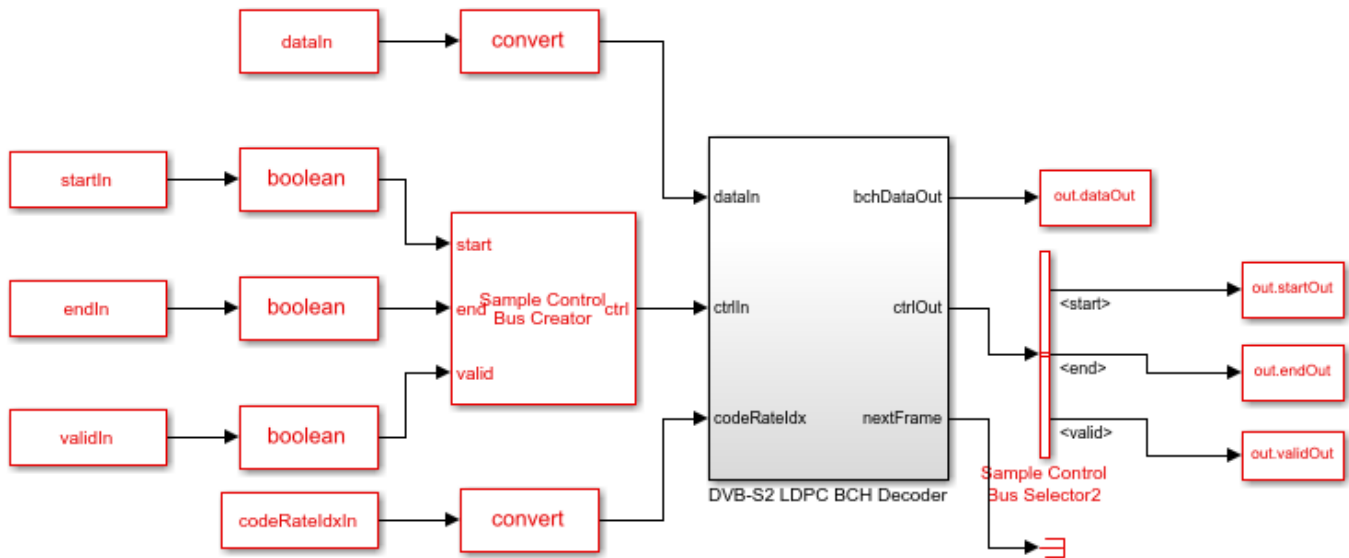 dataIn
convert
startIn
boolean
endIn
boolean
validIn
boolean
codeRateIdxIn
convert
start
end
valid
Sample Control
Bus Creator
ctrl
dataIn
ctrlIn
codeRateIdx
bchDataOut
ctrlOut
nextFrame
DVB-S2 LDPC BCH Decoder
out.dataOut
<start>
<end>
<valid>
Sample Control
Bus Selector2
out.startOut
out.endOut
out.validOut